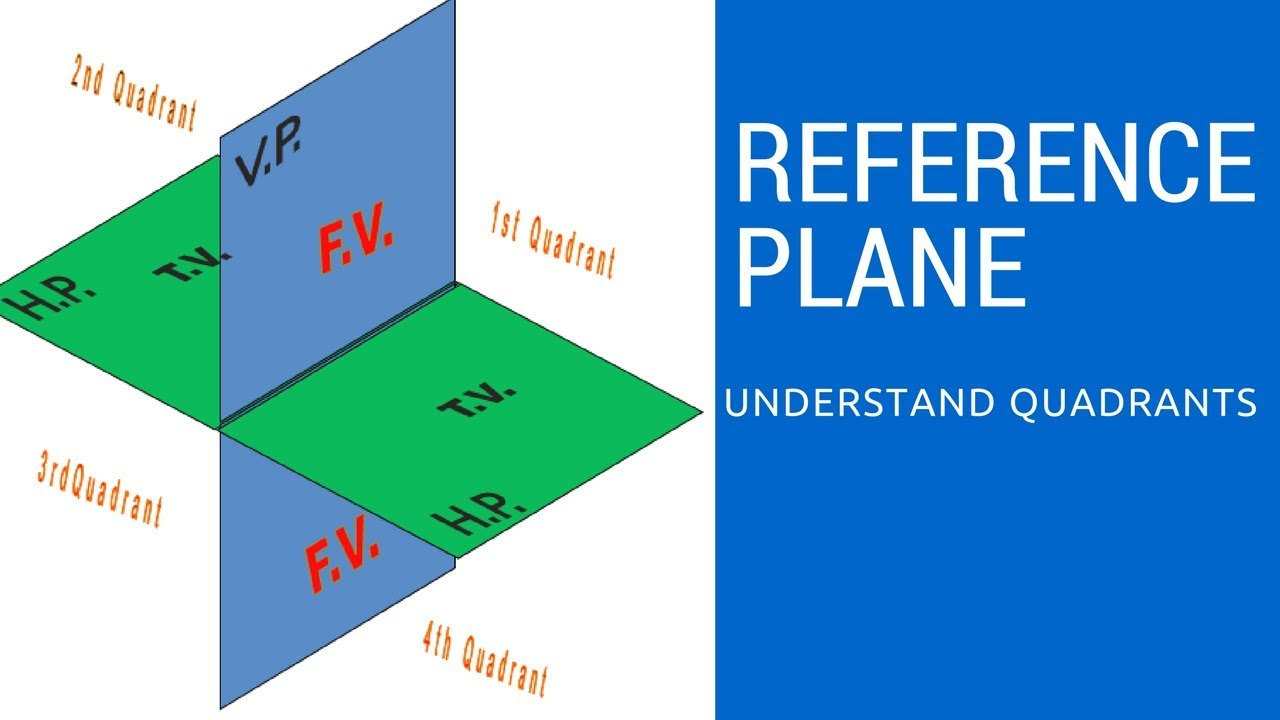 2nd Quadrant
V.P.
F.V.
1st Quadrant
T.V.
H.P.
T.V.
3rdQuadrant
H.P.
F.V.
4th Quadrant
REFERENCE
PLANE
UNDERSTAND QUADRANTS